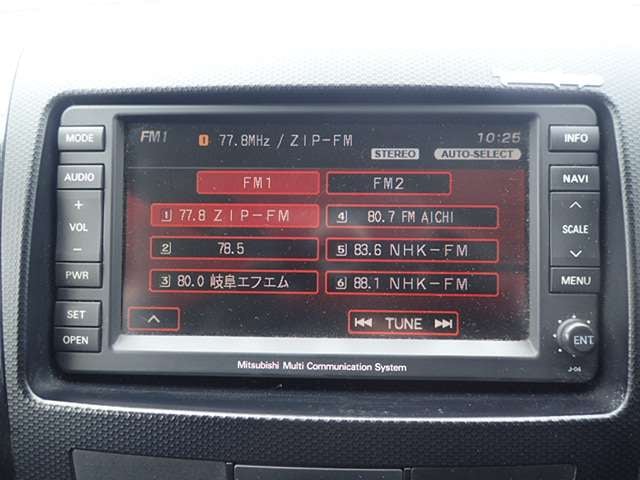 MODE
AUDIO
+
VOL
−
PWR
SET
OPEN
FM1 1 77.8MHz / ZIP-FM 10:25
STEREO AUTO-SELECT
FM1 FM2
1 77.8 ZIP-FM
2 78.5
3 80.0 岐阜エフエム
4 80.7 FM AICHI
5 83.6 NHK-FM
6 88.1 NHK-FM
TUNE
INFO
NAVI
SCALE
MENU
ENT
J-04
Mitsubishi Multi Communication System